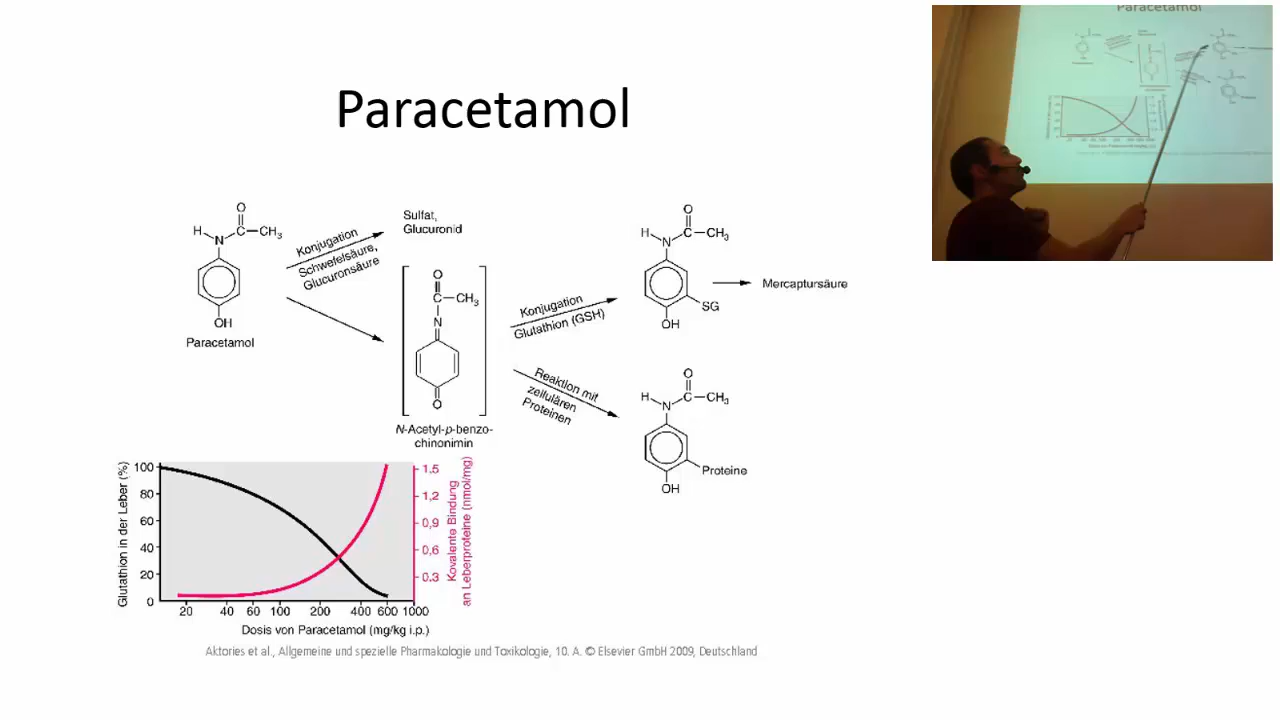 Paracetamol
O
H
N
C
CH3
OH
Paracetamol
Konjugation
Schwefelsäure,
Glucuronsäure
Sulfat,
Glucuronid
O
C
CH3
N
O
N-Acetyl-p-benzo-
chinonimin
Konjugation
Glutathion (GSH)
Reaktion mit
zellulären
Proteinen
O
H
N
C
CH3
SG
OH
Mercaptursäure
O
H
N
C
CH3
Proteine
OH
Glutathion in der Leber (%)
100
80
60
40
20
0
1,5
1,2
0,9
0,6
0,3
Kovalente Bindung
an Leberproteine (nmol/mg)
20 40 60 100 200 400 600 1000
Dosis von Paracetamol (mg/kg i.p.)
Aktories et al., Allgemeine und spezielle Pharmakologie und Toxikologie, 10. A. © Elsevier GmbH 2009, Deutschland
Paracetamol